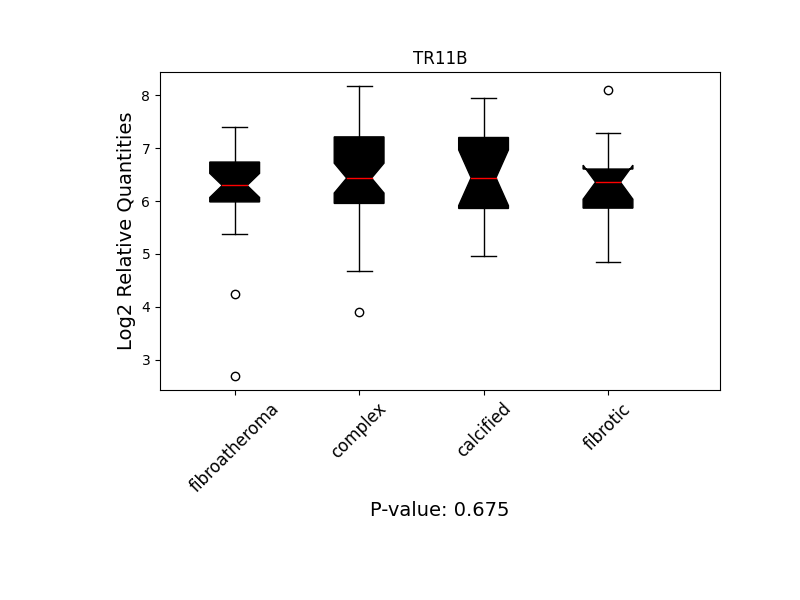 TR11B
Log2 Relative Quantities
8
7
6
5
4
3
fibroatheroma
complex
calcified
fibrotic
P-value: 0.675